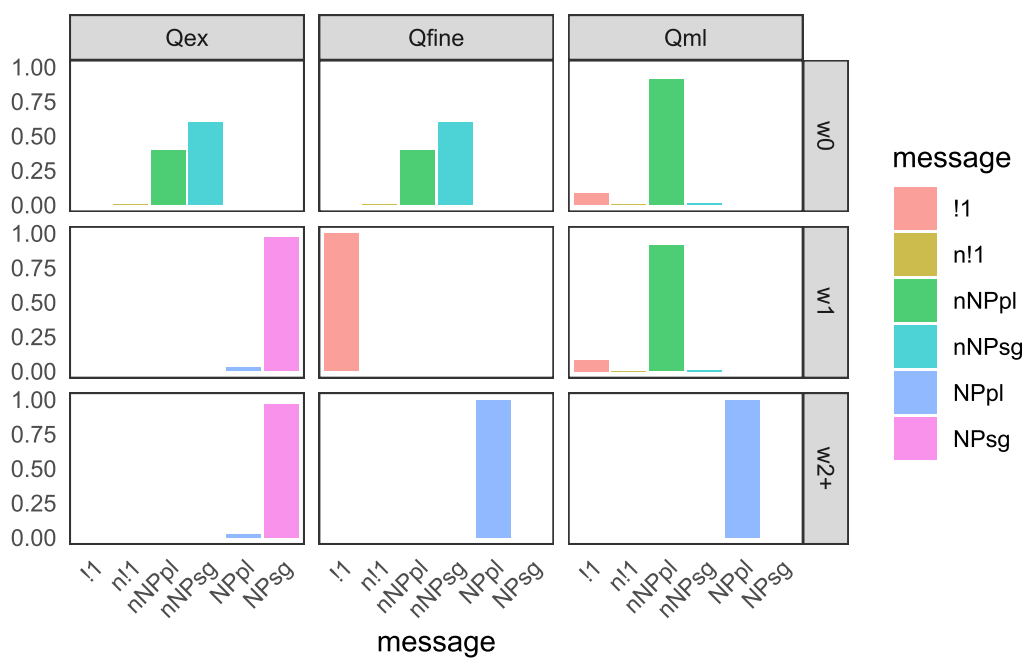 Qex Qfine Qml
1.00
0.75
0.50
0.25
0.00
w0
1.00
0.75
0.50
0.25
0.00
w1
1.00
0.75
0.50
0.25
0.00
w2+
!1 n!1 nNPpl nNPsg NPpl NPsg !1 n!1 nNPpl nNPsg NPpl NPsg !1 n!1 nNPpl nNPsg NPpl NPsg
message
message
!1
n!1
nNPpl
nNPsg
NPpl
NPsg